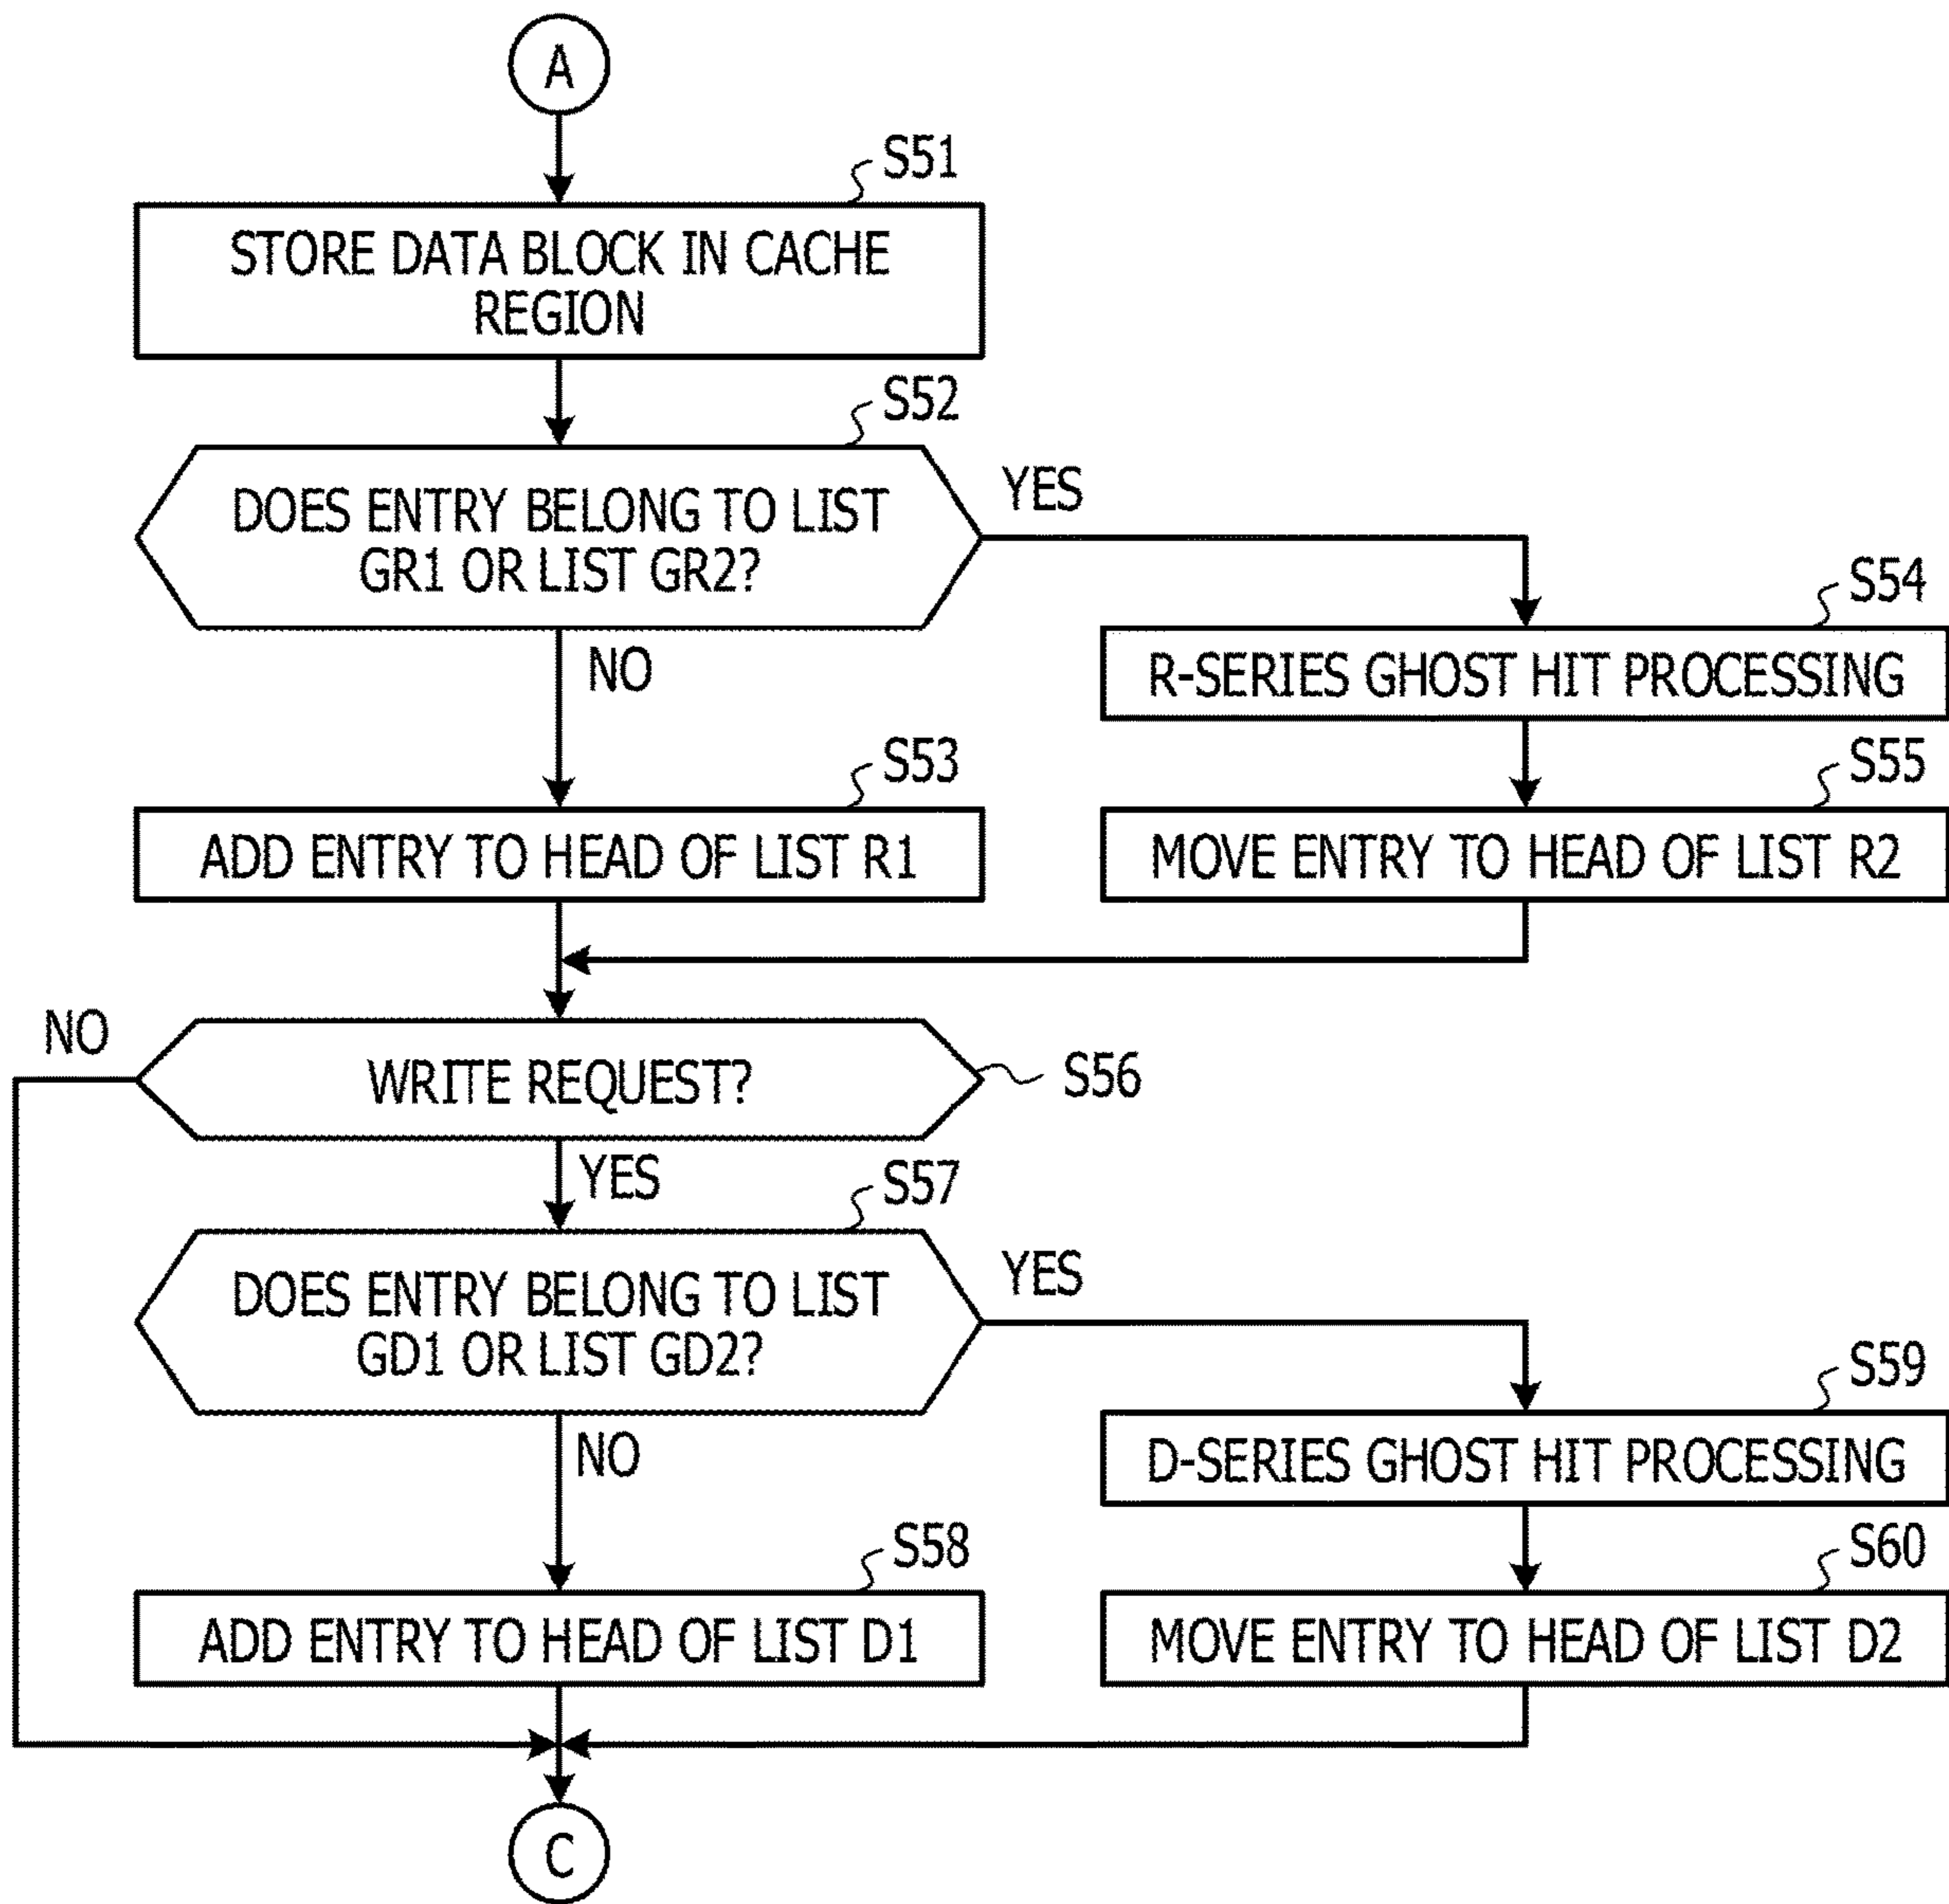 A
S51
STORE DATA BLOCK IN CACHE
REGION
S52
DOES ENTRY BELONG TO LIST
GR1 OR LIST GR2?
YES
NO
S54
R-SERIES GHOST HIT PROCESSING
S53
ADD ENTRY TO HEAD OF LIST R1
S55
MOVE ENTRY TO HEAD OF LIST R2
NO
WRITE REQUEST?
S56
YES
S57
DOES ENTRY BELONG TO LIST
GD1 OR LIST GD2?
YES
NO
S59
D-SERIES GHOST HIT PROCESSING
S58
ADD ENTRY TO HEAD OF LIST D1
S60
MOVE ENTRY TO HEAD OF LIST D2
C